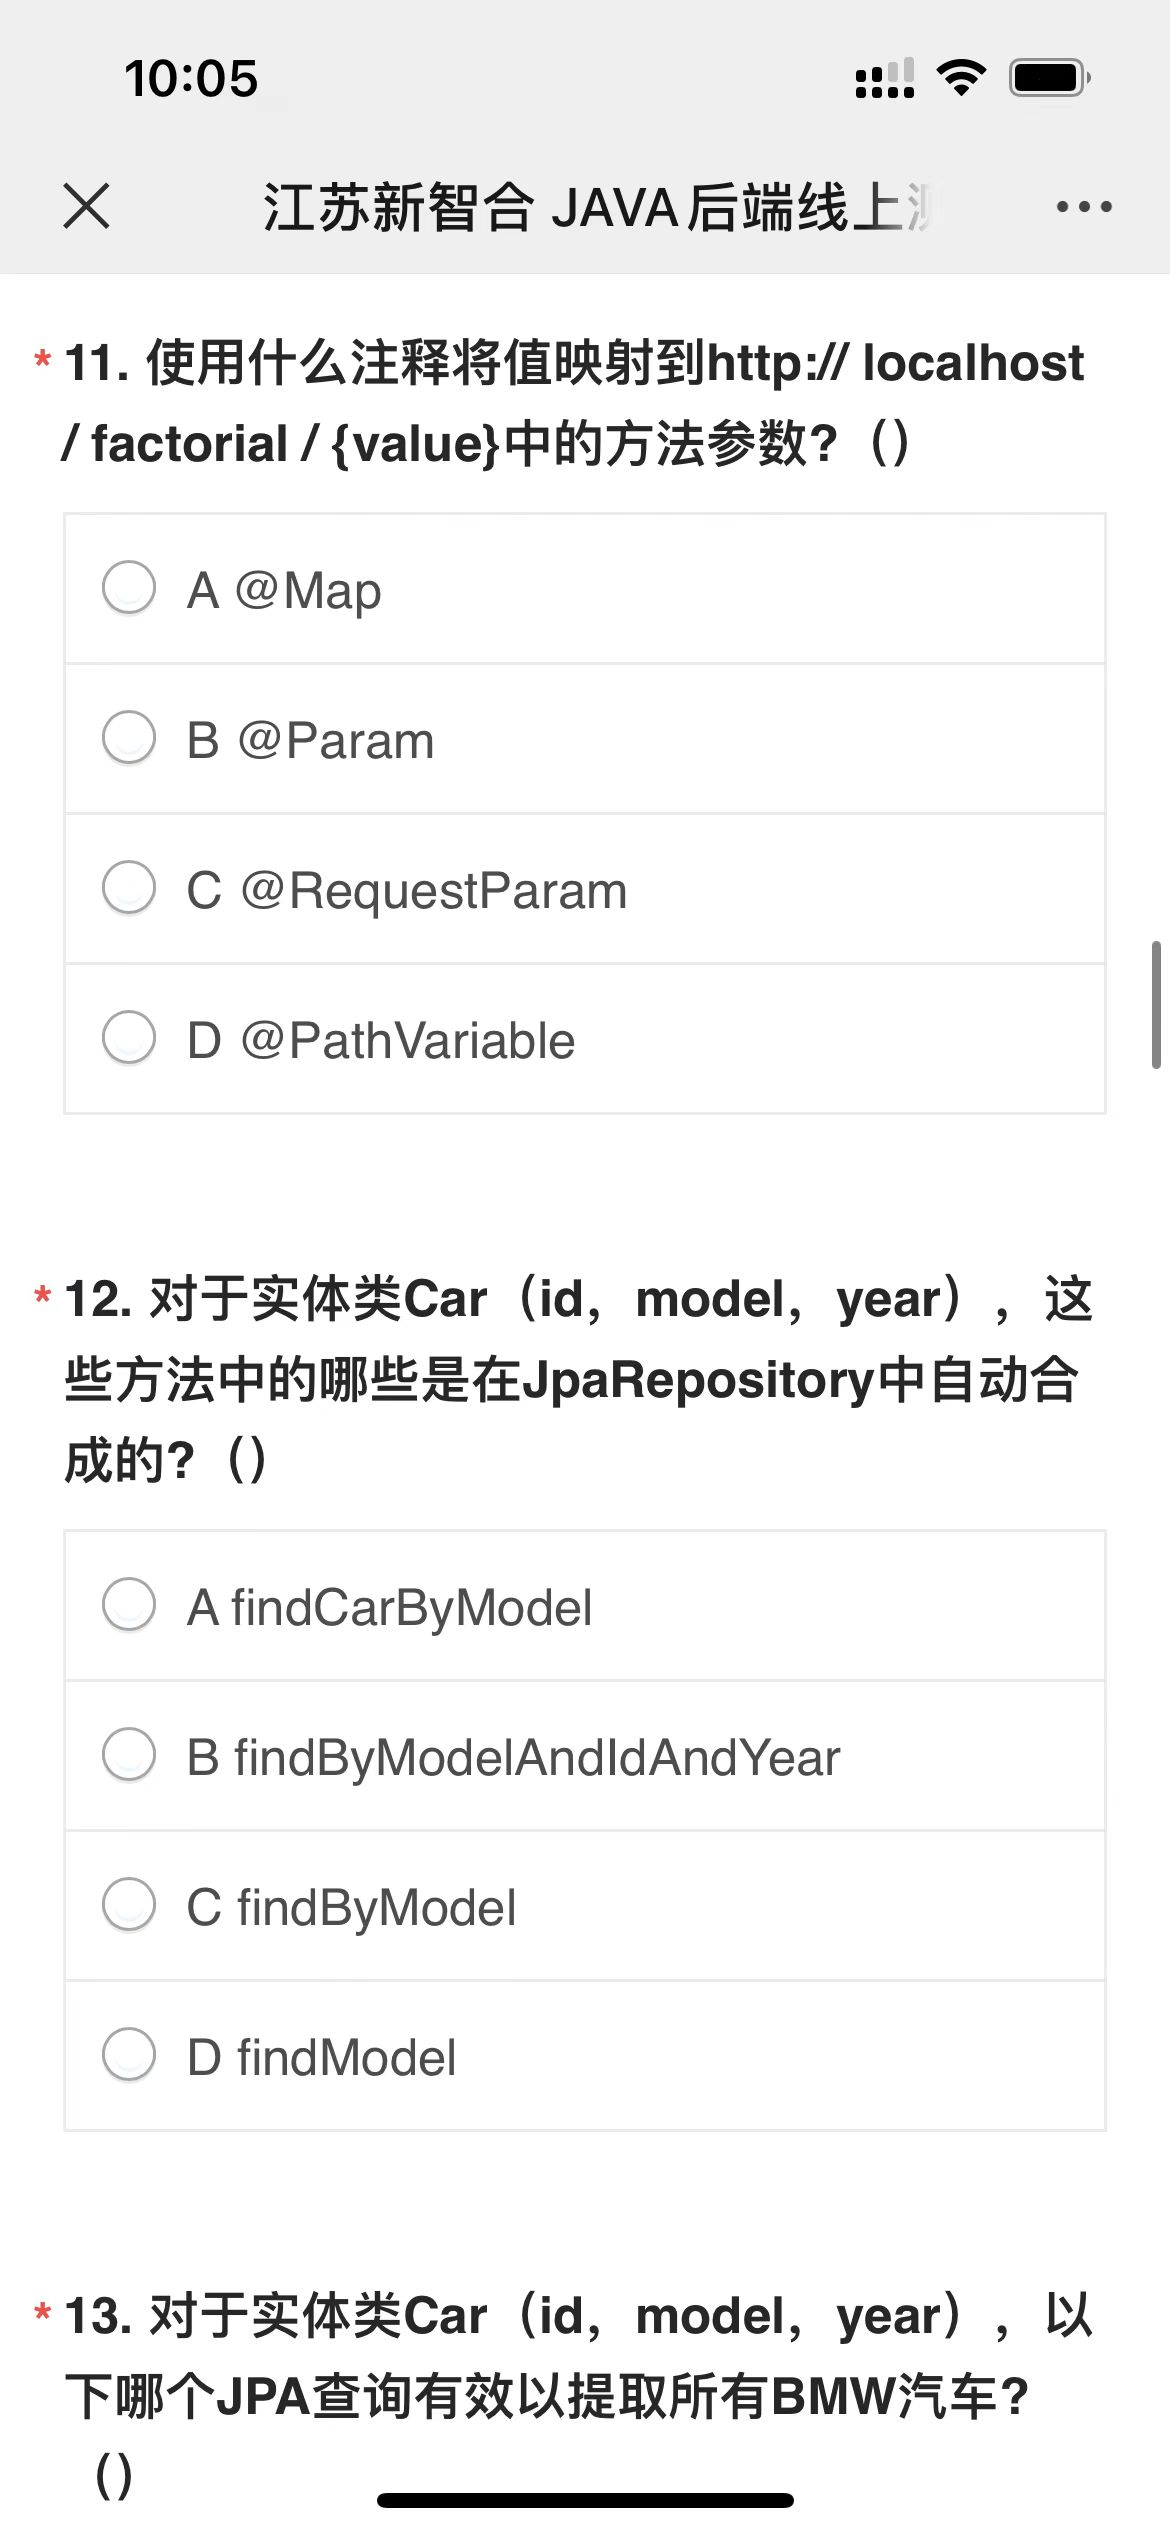 10:05
江苏新智合 JAVA后端线上
* 11. 使用什么注释将值映射到http:// localhost
/ factorial / {value}中的方法参数?（）
A @Map
B @Param
C @RequestParam
D @PathVariable
* 12. 对于实体类Car（id，model，year），这
些方法中的哪些是在JpaRepository中自动合
成的?（）
A findCarByModel
B findByModelAndIdAndYear
C findByModel
D findModel
* 13. 对于实体类Car（id，model，year），以
下哪个JPA查询有效以提取所有BMW汽车?
（）